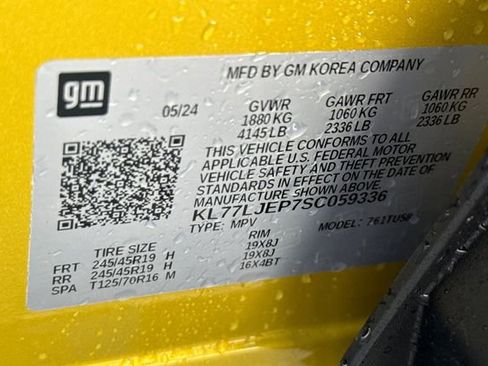 gm
MFD BY GM KOREA COMPANY
05/24 GVWR GAWR FRT GAWR RR
1880 KG 1060 KG 1060 KG
4145 LB 2336 LB 2336 LB
THIS VEHICLE CONFORMS TO ALL
APPLICABLE U.S. FEDERAL MOTOR
VEHICLE SAFETY AND THEFT PREVENTION
STANDARDS IN EFFECT ON THE DATE OF
MANUFACTURE SHOWN ABOVE.
KL77LJEP7SC059336
TYPE: MPV MODEL: 761TUS8
TIRE SIZE RIM
FRT 245/45R19 H 19X8J
RR 245/45R19 H 19X8J
SPA T125/70R16 M 16X4BT